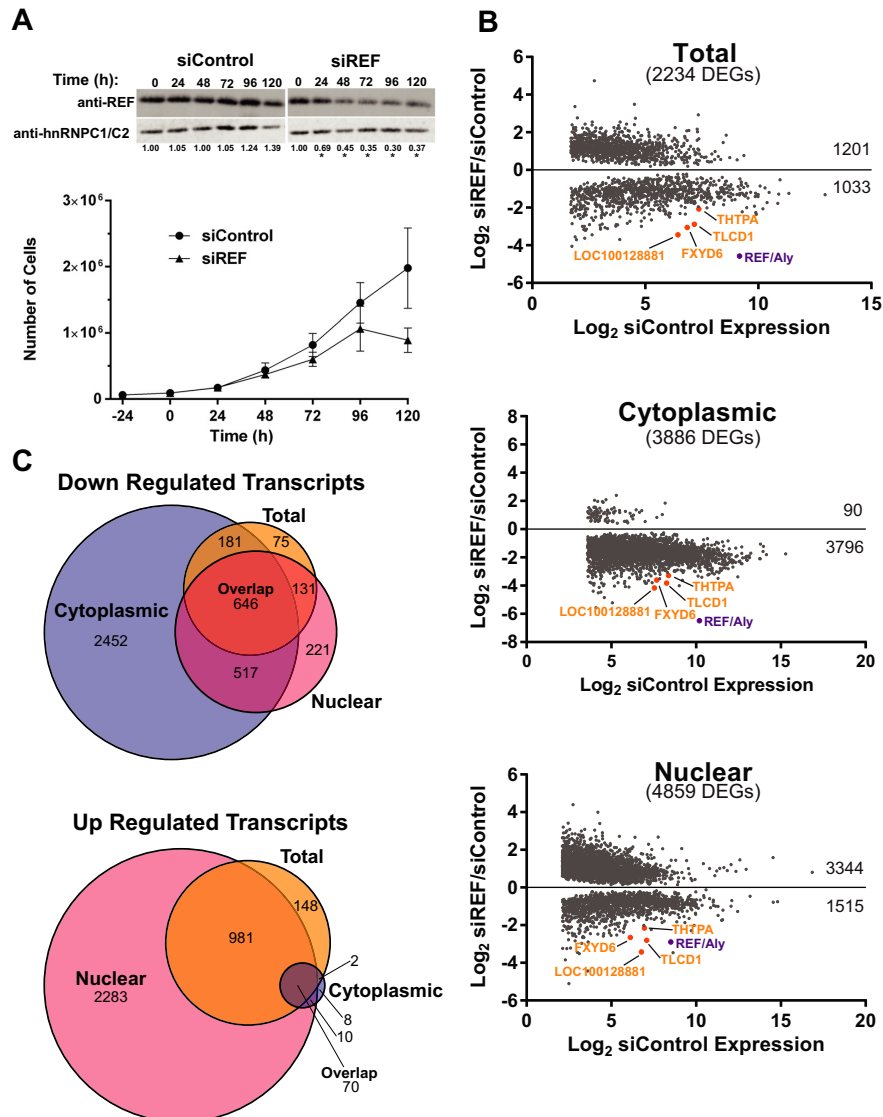 A
siControl
siREF
Time (h):
0 24 48 72 96 120
0 24 48 72 96 120
anti-REF
anti-hnRNPC1/C2
1.00 1.05 1.00 1.05 1.24 1.39
1.00 0.69 0.45 0.35 0.30 0.37
* * * * *
Number of Cells
3×10⁶
2×10⁶
1×10⁶
0
siControl
siREF
-24 0 24 48 72 96 120
Time (h)
B
Total
(2234 DEGs)
Log₂ siREF/siControl
6
4
2
0
-2
-4
-6
1201
1033
THTPA
TLCD1
FXYD6
LOC100128881
REF/Aly
0 5 10 15
Log₂ siControl Expression
Cytoplasmic
(3886 DEGs)
Log₂ siREF/siControl
8
6
4
2
0
-2
-4
-6
-8
90
3796
THTPA
TLCD1
LOC100128881
FXYD6
REF/Aly
0 5 10 15 20
Log₂ siControl Expression
Nuclear
(4859 DEGs)
Log₂ siREF/siControl
6
4
2
0
-2
-4
-6
3344
1515
THTPA
FXYD6
REF/Aly
TLCD1
LOC100128881
0 5 10 15 20
Log₂ siControl Expression
C
Down Regulated Transcripts
Total
181
75
Overlap
646
131
Cytoplasmic
2452
517
221
Nuclear
Up Regulated Transcripts
Total
148
981
Nuclear
2283
2
Cytoplasmic
8
10
Overlap
70